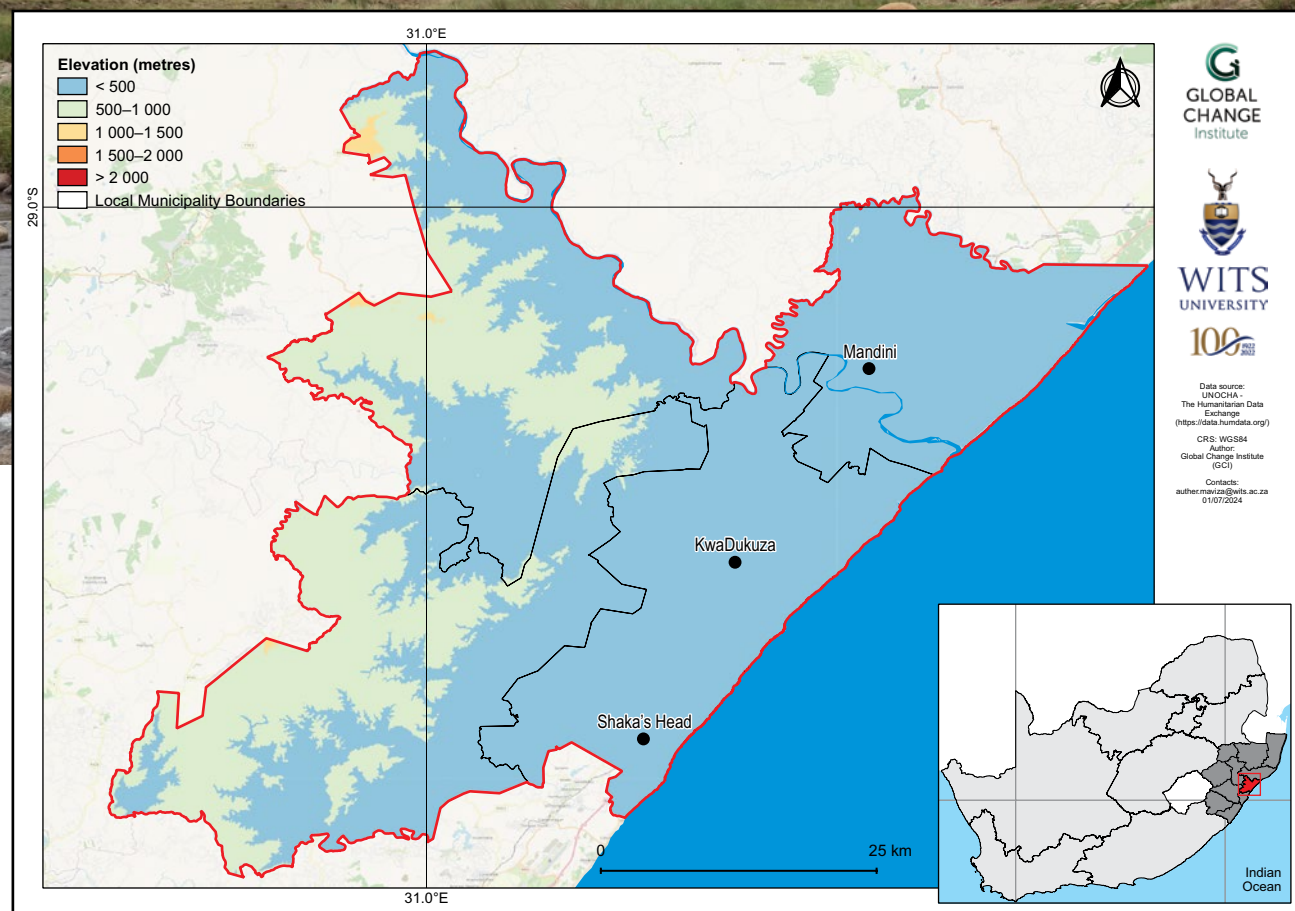 31.0°E
Elevation (metres)
< 500
500–1 000
1 000–1 500
1 500–2 000
> 2 000
Local Municipality Boundaries
29.0°S
Mandini
KwaDukuza
Shaka's Head
0
25 km
31.0°E
GLOBAL
CHANGE
Institute
WITS
UNIVERSITY
100
1922
2022
Data source:
UNOCHA -
The Humanitarian Data
Exchange
(https://data.humdata.org/)
CRS: WGS84
Author:
Global Change Institute
(GCI)
Contacts:
auther.maviza@wits.ac.za
01/07/2024
Indian
Ocean